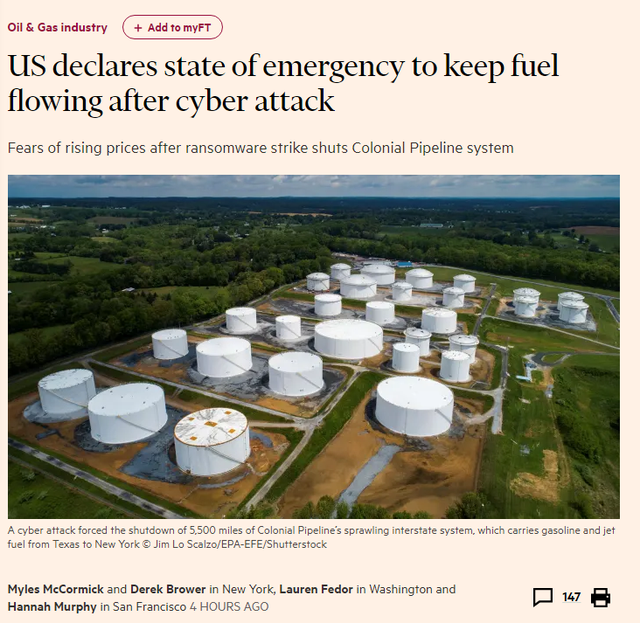 Oil & Gas industry + Add to myFT
US declares state of emergency to keep fuel
flowing after cyber attack
Fears of rising prices after ransomware strike shuts Colonial Pipeline system
A cyber attack forced the shutdown of 5,500 miles of Colonial Pipeline's sprawling interstate system, which carries gasoline and jet
fuel from Texas to New York © Jim Lo Scalzo/EPA-EFE/Shutterstock
Myles McCormick and Derek Brower in New York, Lauren Fedor in Washington and
Hannah Murphy in San Francisco 4 HOURS AGO
147